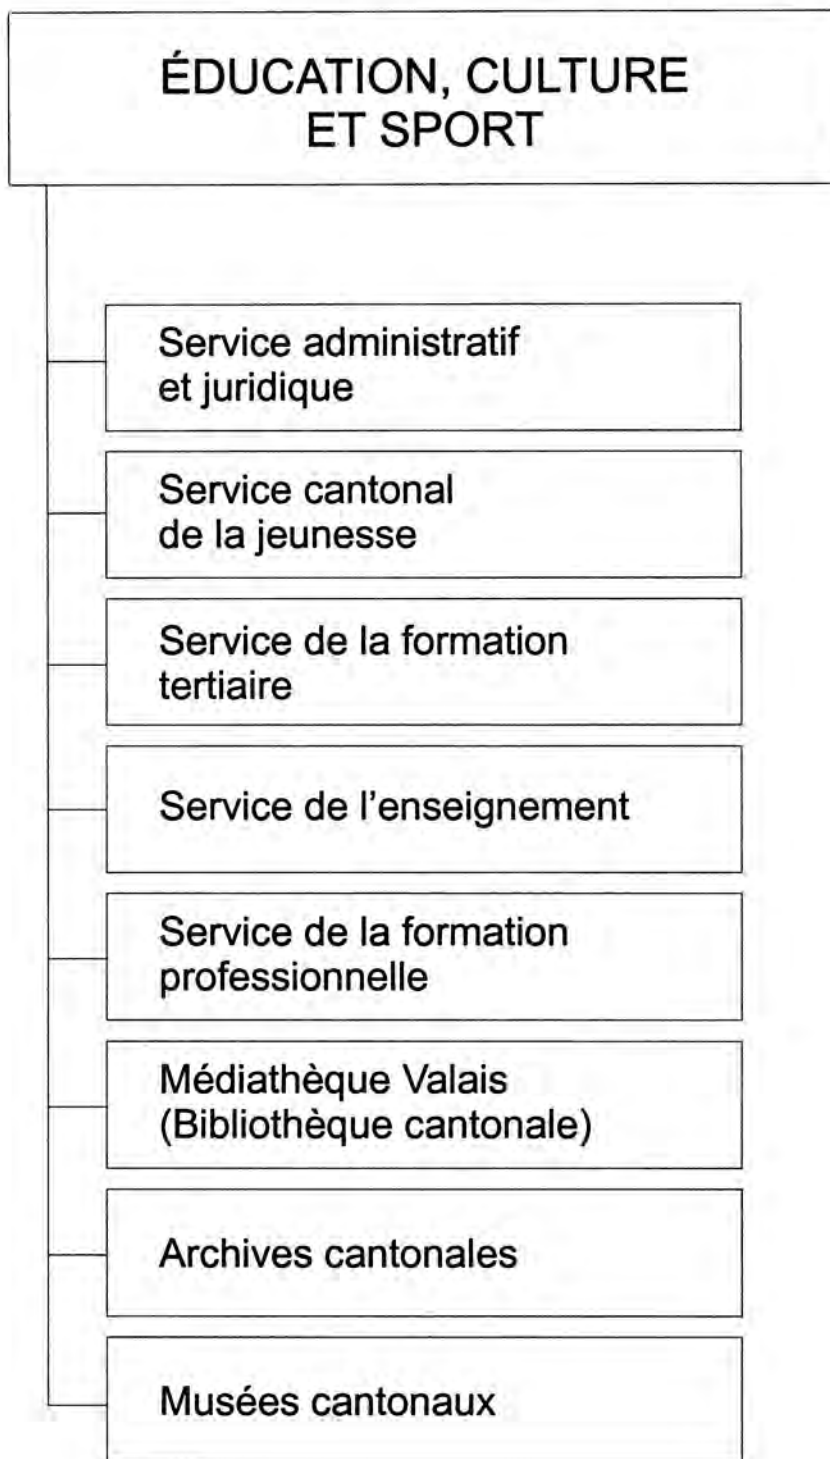 ÉDUCATION, CULTURE
ET SPORT
Service administratif
et juridique
Service cantonal
de la jeunesse
Service de la formation
tertiaire
Service de l'enseignement
Service de la formation
professionnelle
Médiathèque Valais
(Bibliothèque cantonale)
Archives cantonales
Musées cantonaux